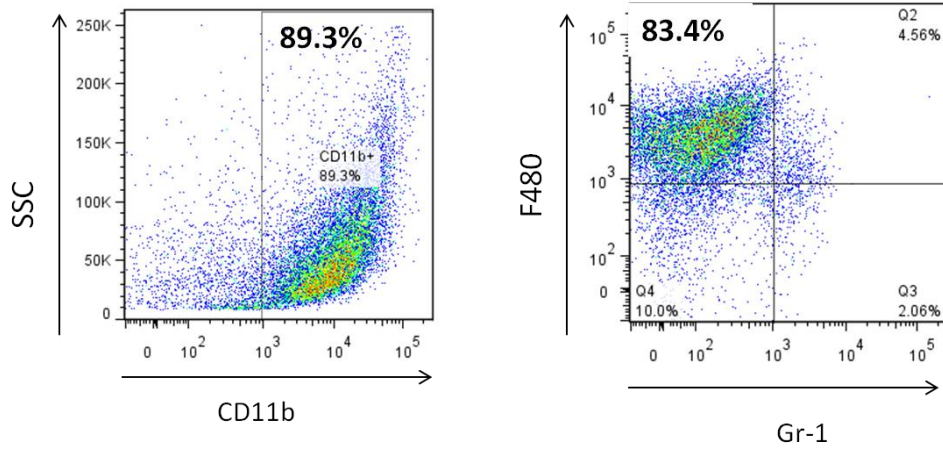 89.3%
250K
200K
150K
100K
50K
0
SSC
CD11b+
89.3%
0 10^2 10^3 10^4 10^5
CD11b
83.4%
Q2
4.56%
10^5
10^4
10^3
10^2
0
F480
Q4
10.0%
Q3
2.06%
0 10^2 10^3 10^4 10^5
Gr-1